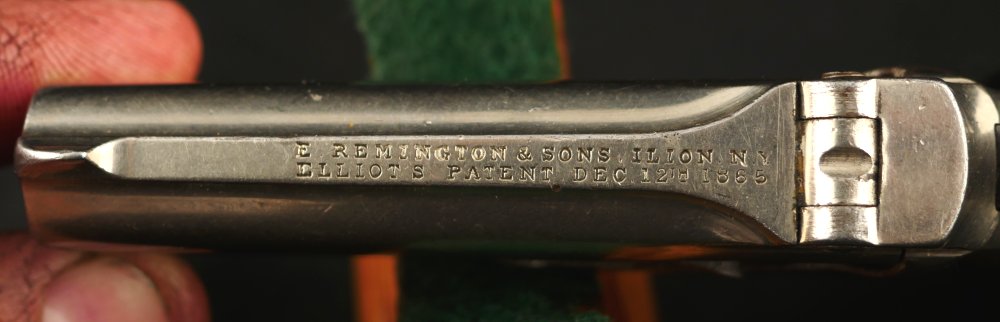 E REMINGTON & SONS ILION N Y
ELLIOT'S PATENT DEC. 12TH 1865